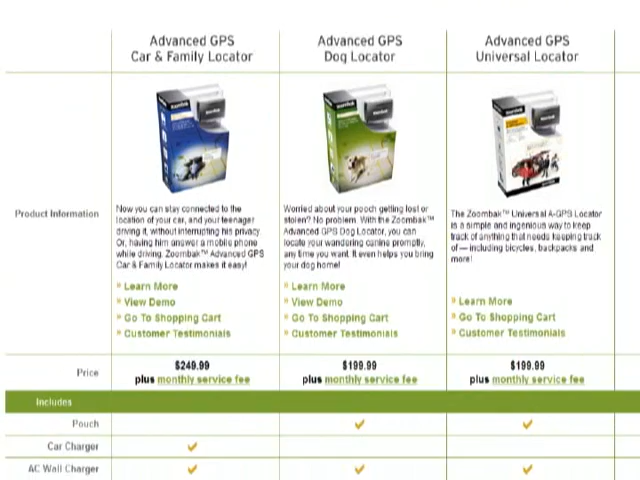 Advanced GPS
Car & Family Locator
Advanced GPS
Dog Locator
Advanced GPS
Universal Locator
zoombak
zoombak
zoombak
Product Information
Now you can stay connected to the
location of your car, and your teenager
driving it, without interrupting his privacy.
Or, having him answer a mobile phone
while driving. Zoombak™ Advanced GPS
Car & Family Locator makes it easy!
» Learn More
» View Demo
» Go To Shopping Cart
» Customer Testimonials
Worried about your pooch getting lost or
stolen? No problem. With the Zoombak™
Advanced GPS Dog Locator, you can
locate your wandering canine promptly,
any time you want. It even helps you bring
your dog home!
» Learn More
» View Demo
» Go To Shopping Cart
» Customer Testimonials
The Zoombak™ Universal A-GPS Locator
is a simple and ingenious way to keep
track of anything that needs keeping track
of — including bicycles, backpacks and
more!
» Learn More
» Go To Shopping Cart
» Customer Testimonials
Price
$249.99
plus monthly service fee
$199.99
plus monthly service fee
$199.99
plus monthly service fee
Includes
Pouch
Car Charger
AC Wall Charger